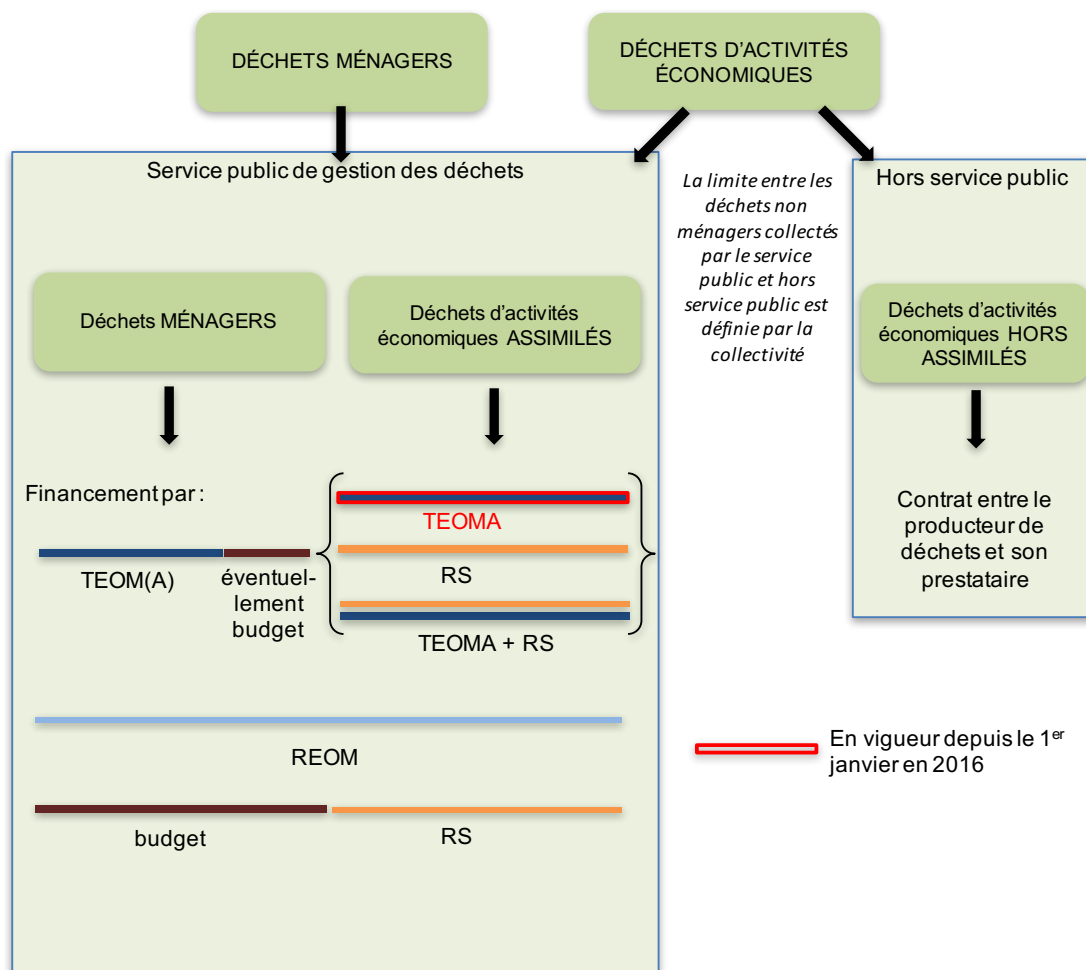 DÉCHETS MÉNAGERS
DÉCHETS D'ACTIVITÉS
ÉCONOMIQUES
Service public de gestion des déchets
La limite entre les
déchets non
ménagers collectés
par le service
public et hors
service public est
définie par la
collectivité
Hors service public
Déchets MÉNAGERS
Déchets d'activités
économiques ASSIMILÉS
Déchets d'activités
économiques HORS
ASSIMILÉS
Financement par :
TEOM(A)
éventuel-
lement
budget
TEOMA
RS
TEOMA + RS
Contrat entre le
producteur de
déchets et son
prestataire
REOM
budget
RS
En vigueur depuis le 1er
janvier en 2016